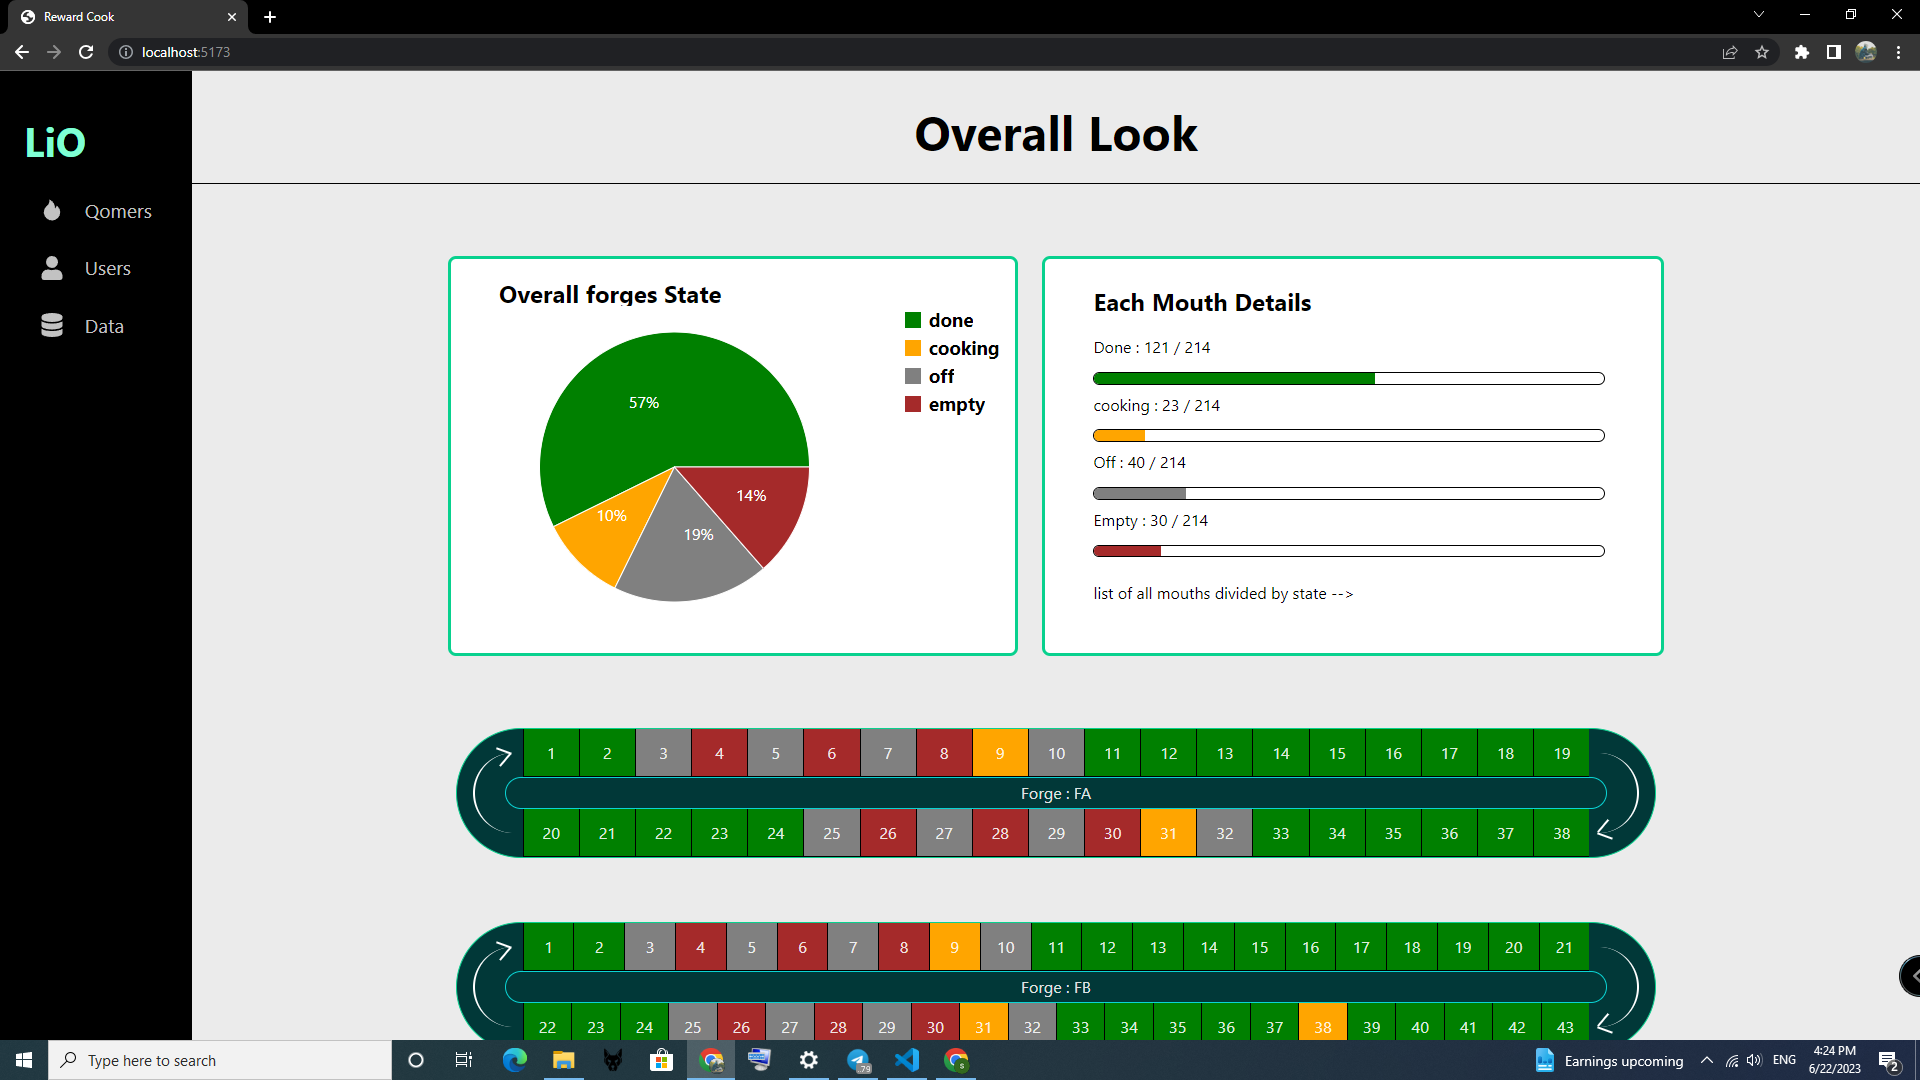 Reward Cook
localhost:5173
LiO
Qomers
Users
Data
Overall Look
Overall forges State
57%
10%
19%
14%
done
cooking
off
empty
Each Mouth Details
Done : 121 / 214
cooking : 23 / 214
Off : 40 / 214
Empty : 30 / 214
list of all mouths divided by state -->
1 2 3 4 5 6 7 8 9 10 11 12 13 14 15 16 17 18 19
Forge : FA
20 21 22 23 24 25 26 27 28 29 30 31 32 33 34 35 36 37 38
1 2 3 4 5 6 7 8 9 10 11 12 13 14 15 16 17 18 19 20 21
Forge : FB
22 23 24 25 26 27 28 29 30 31 32 33 34 35 36 37 38 39 40 41 42 43
Type here to search
.79
S
Earnings upcoming
ENG
4:24 PM
6/22/2023
2